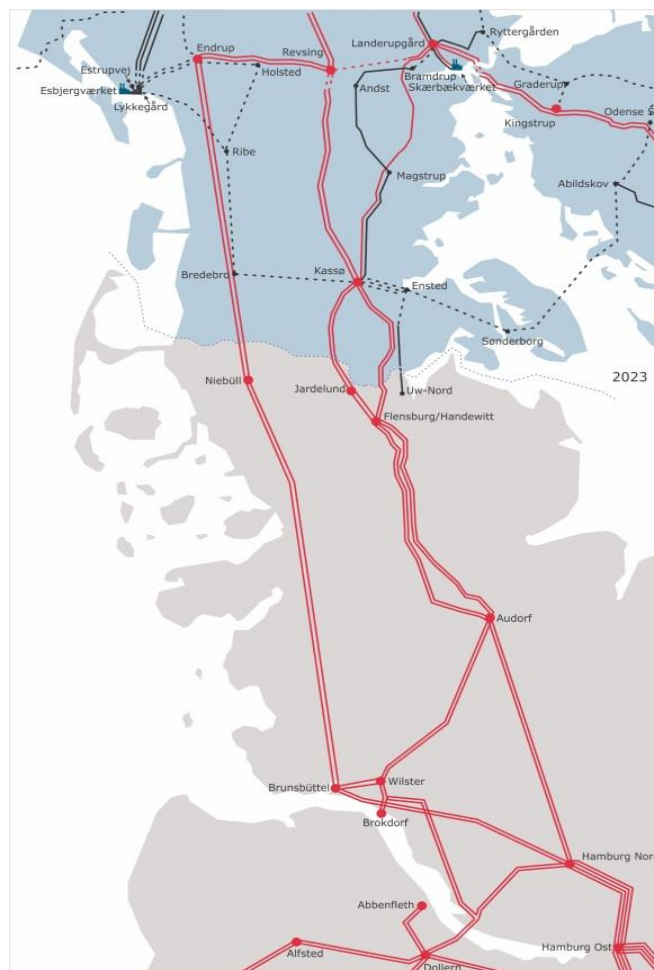 Ryttergården
Landerupgård
Endrup
Revsing
Estrupvej
Holsted
Bramdrup
Skærbækværket
Esbjergværket
Lykkegård
Andst
Graderup
Kingstrup
Odense S
Ribe
Magstrup
Abildskov
Bredebro
Kassø
Ensted
Sønderborg
2023
Niebüll
Jardelund
Uw-Nord
Flensburg/Handewitt
Audorf
Wilster
Brunsbüttel
Brokdorf
Hamburg Nor
Abbenfleth
Hamburg Ost
Alfsted
Dollern